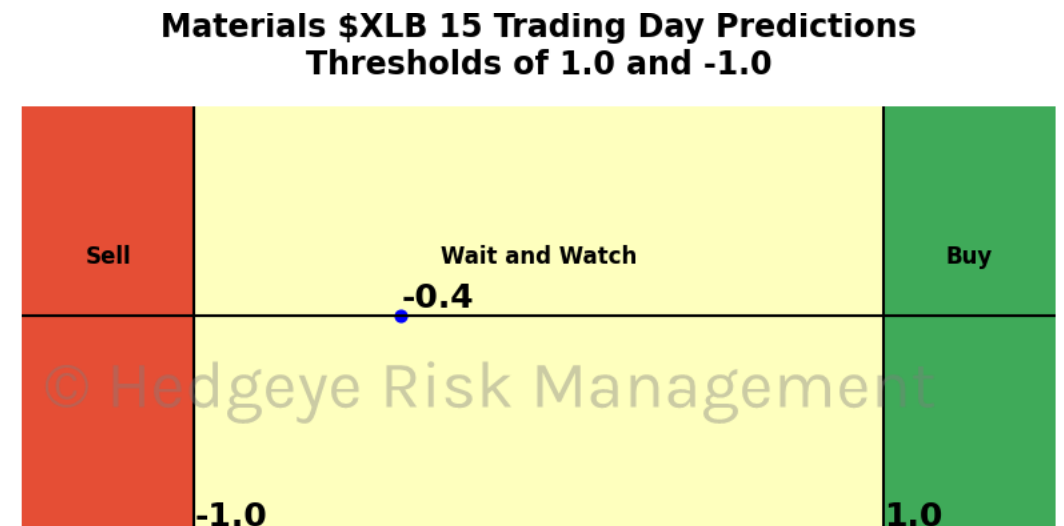 Materials $XLB 15 Trading Day Predictions
Thresholds of 1.0 and -1.0
Sell
Wait and Watch
Buy
-0.4
© Hedgeye Risk Management
-1.0
1.0